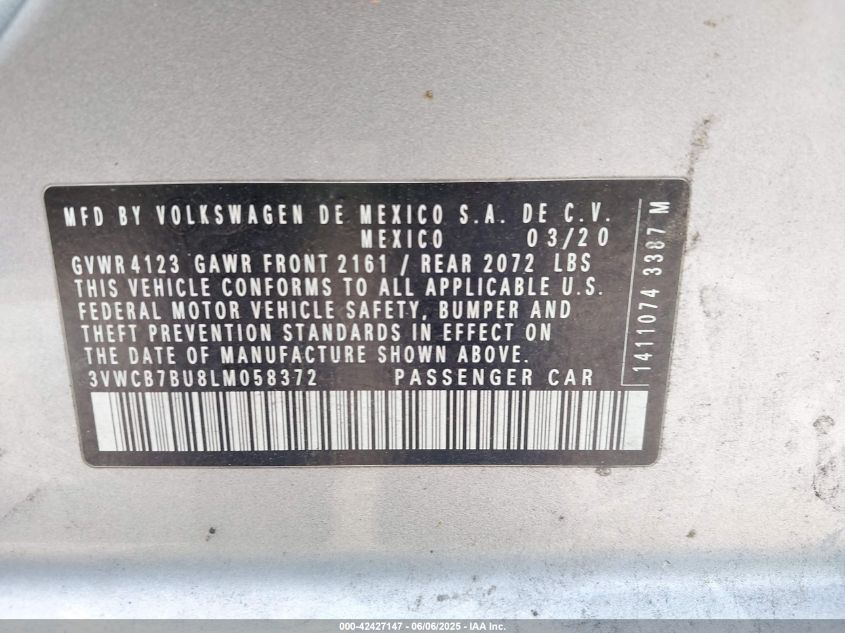 MFD BY VOLKSWAGEN DE MEXICO S.A. DE C.V.
MEXICO 03/20
GVWR 4123 GAWR FRONT 2161 / REAR 2072 LBS
THIS VEHICLE CONFORMS TO ALL APPLICABLE U.S.
FEDERAL MOTOR VEHICLE SAFETY, BUMPER AND
THEFT PREVENTION STANDARDS IN EFFECT ON
THE DATE OF MANUFACTURE SHOWN ABOVE.
3VWCB7BU8LM058372 PASSENGER CAR
1411074 3387 M
000-42427147 - 06/06/2025 - IAA Inc.